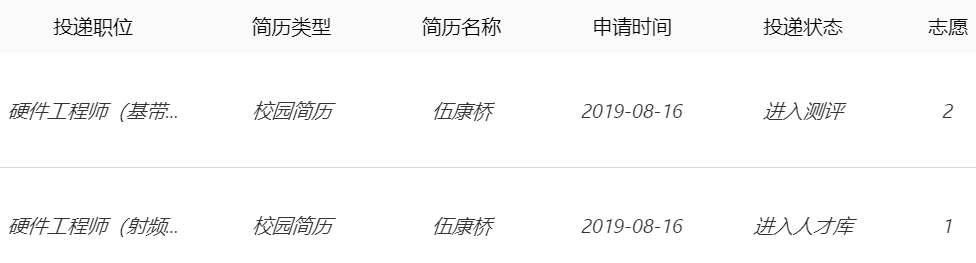 投递职位 简历类型 简历名称 申请时间 投递状态 志愿
硬件工程师（基带... 校园简历 伍康桥 2019-08-16 进入测评 2
硬件工程师（射频... 校园简历 伍康桥 2019-08-16 进入人才库 1